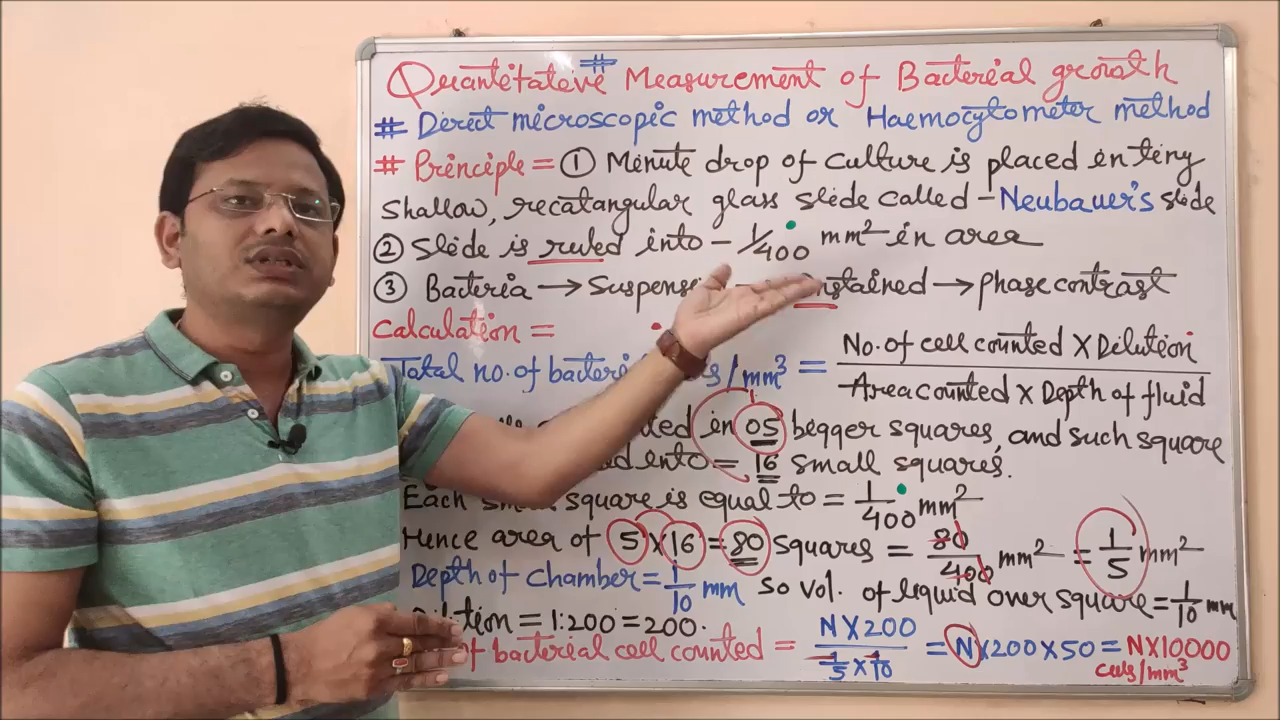 Quantitative # Measurement of Bacterial growth
# Direct microscopic method or Haemocytometer method
# Principle = ① Minute drop of culture is placed in tiny
shallow, recatangular glass slide called - Neubauer's slide
② Slide is ruled into - 1/400 mm² in area
③ Bacteria → Suspens → Unstained → phase contrast
Calculation =
Total no. of bacteri /mm³ = No. of cell counted X Dilution / Area counted X Depth of fluid
in 05 begger squares, and such square
into = 16 small squares.
Each square is equal to = 1/400 mm²
Hence area of 5 X 16 = 80 squares = 80/400 mm² = 1/5 mm²
Depth of chamber = 1/10 mm So vol. of liquid over square = 1/10 mm
= 1:200 = 200.
of bacterial cell counted = N X 200 / 1/5 X 1/10 = N X 200 X 50 = N X 10000
cells/mm³